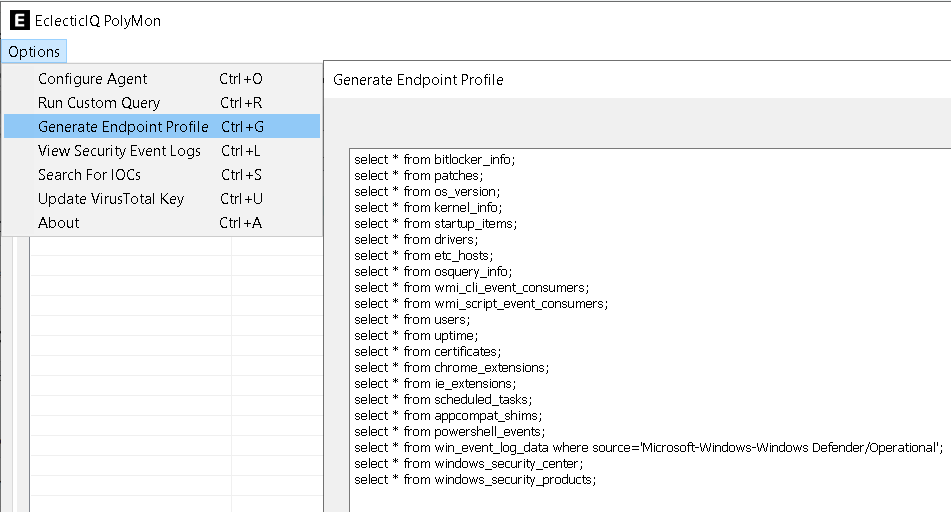 E EclecticIQ PolyMon
Options
Configure Agent Ctrl+O
Run Custom Query Ctrl+R
Generate Endpoint Profile Ctrl+G
View Security Event Logs Ctrl+L
Search For IOCs Ctrl+S
Update VirusTotal Key Ctrl+U
About Ctrl+A
Generate Endpoint Profile
select * from bitlocker_info;
select * from patches;
select * from os_version;
select * from kernel_info;
select * from startup_items;
select * from drivers;
select * from etc_hosts;
select * from osquery_info;
select * from wmi_cli_event_consumers;
select * from wmi_script_event_consumers;
select * from users;
select * from uptime;
select * from certificates;
select * from chrome_extensions;
select * from ie_extensions;
select * from scheduled_tasks;
select * from appcompat_shims;
select * from powershell_events;
select * from win_event_log_data where source='Microsoft-Windows-Windows Defender/Operational';
select * from windows_security_center;
select * from windows_security_products;